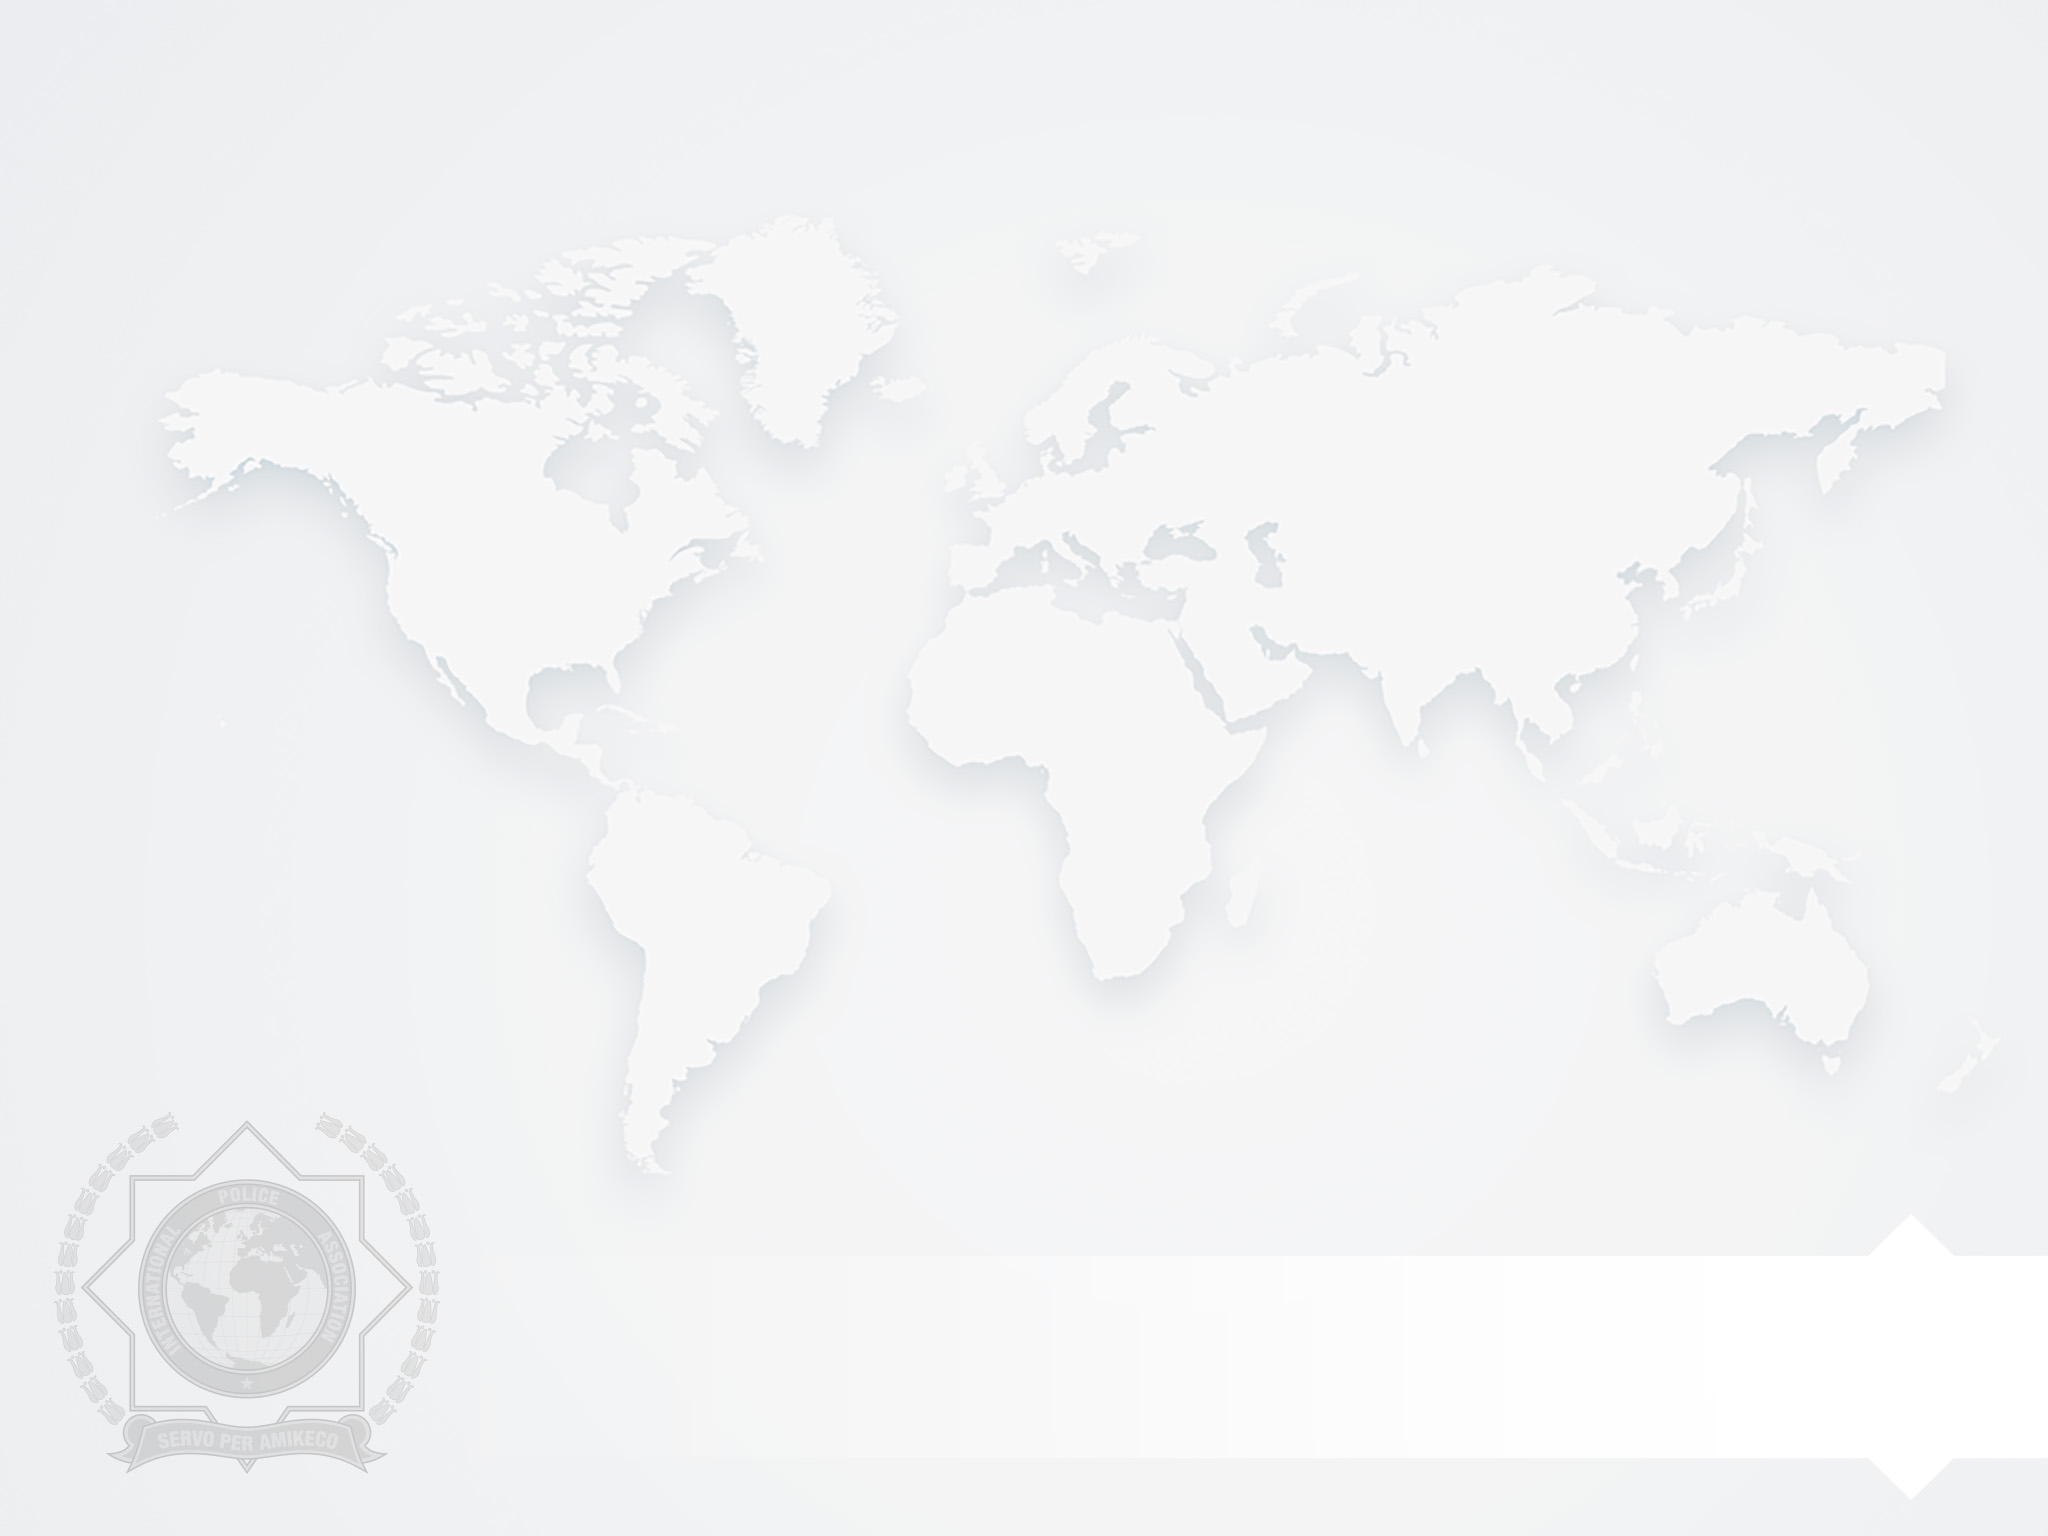 INTERNATIONAL POLICE ASSOCIATION
SERVO PER AMIKECO